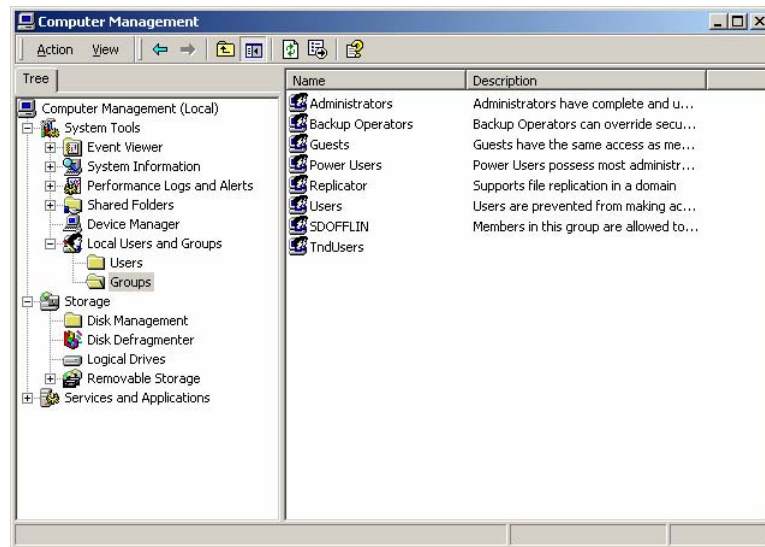 Computer Management
Action View
Tree
Computer Management (Local)
System Tools
Event Viewer
System Information
Performance Logs and Alerts
Shared Folders
Device Manager
Local Users and Groups
Users
Groups
Storage
Disk Management
Disk Defragmenter
Logical Drives
Removable Storage
Services and Applications
Name Description
Administrators Administrators have complete and u...
Backup Operators Backup Operators can override secu...
Guests Guests have the same access as me...
Power Users Power Users possess most administr...
Replicator Supports file replication in a domain
Users Users are prevented from making ac...
SDOFFLIN Members in this group are allowed to...
TndUsers